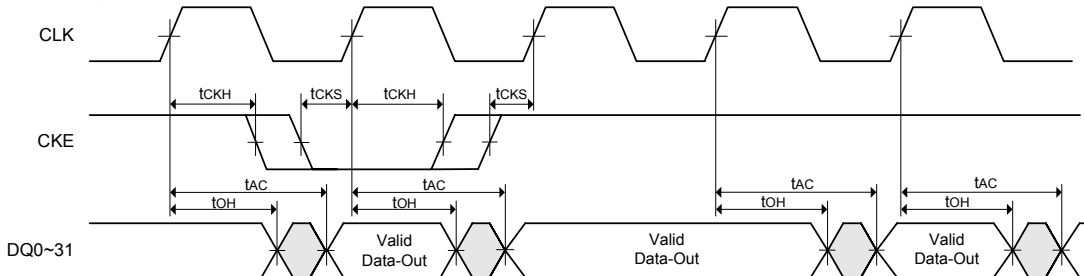 CLK
tCKH
tCKS
tCKH
tCKS
CKE
tAC
tAC
tAC
tAC
tOH
tOH
tOH
tOH
DQ0~31
Valid
Data-Out
Valid
Data-Out
Valid
Data-Out